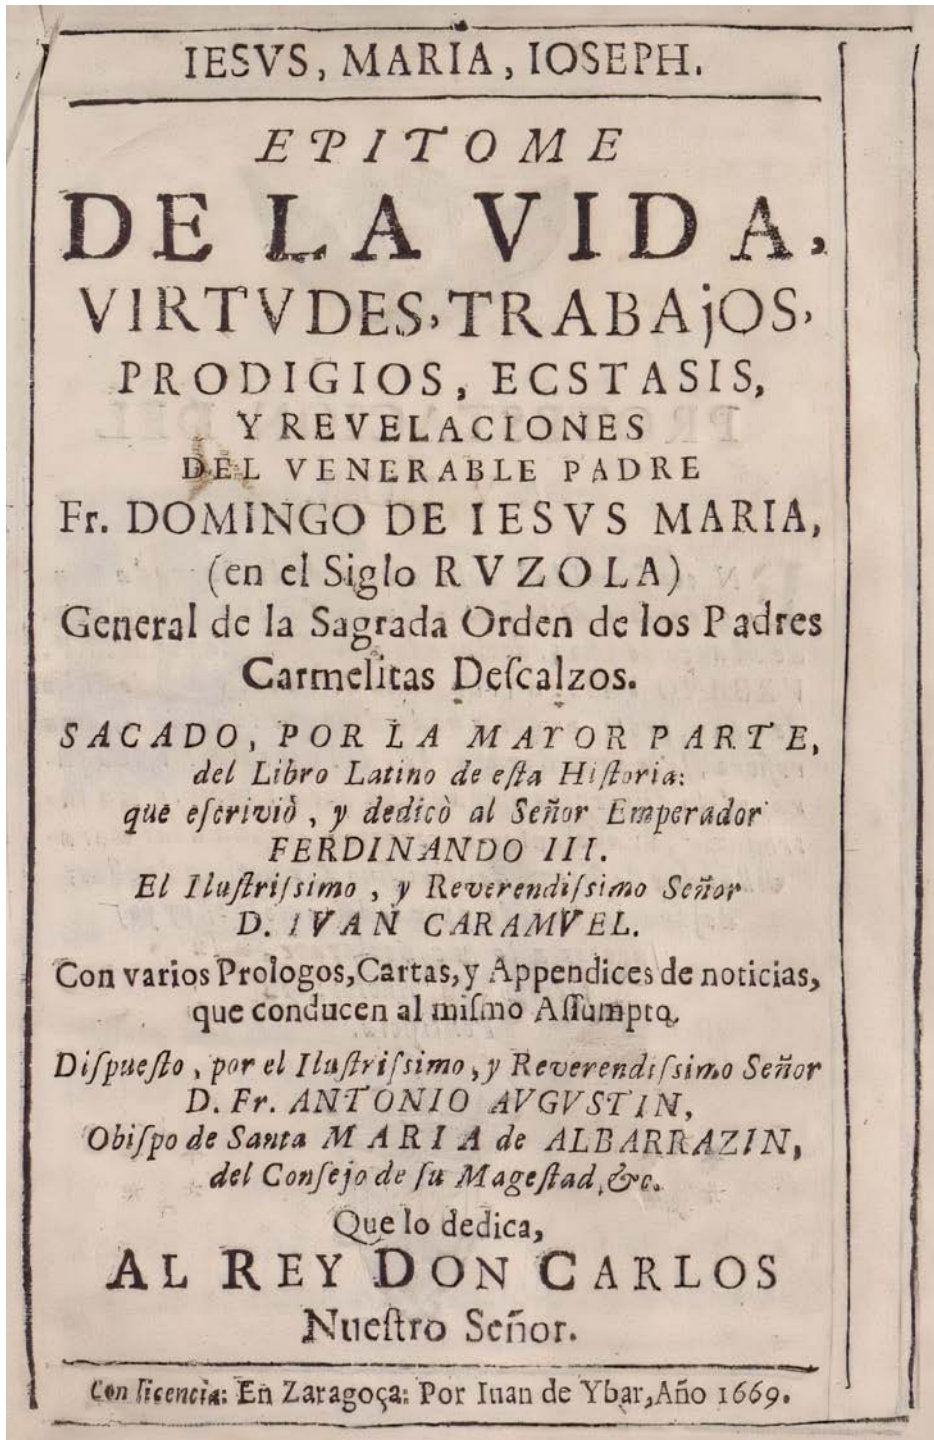 IESVS, MARIA, IOSEPH.
EPITOME
DE LA VIDA,
VIRTVDES, TRABAjOS,
PRODIGIOS, ECSTASIS,
Y REVELACIONES
DEL VENERABLE PADRE
Fr. DOMINGO DE IESVS MARIA,
(en el Siglo RVZOLA)
General de la Sagrada Orden de los Padres
Carmelitas Deſcalzos.
SACADO, POR LA MAYOR PARTE,
del Libro Latino de eſta Hiſtoria:
que eſcriviò, y dedicò al Señor Emperador
FERDINANDO III.
El Iluſtriſsimo, y Reverendiſsimo Señor
D. IVAN CARAMVEL.
Con varios Prologos, Cartas, y Appendices de noticias,
que conducen al miſmo Aſſumpto.
Diſpueſto, por el Iluſtriſsimo, y Reverendiſsimo Señor
D. Fr. ANTONIO AVGVSTIN,
Obiſpo de Santa MARIA de ALBARRAZIN,
del Conſejo de ſu Mageſtad, &c.
Que lo dedica,
AL REY DON CARLOS
Nueſtro Señor.
Con licencia: En Zaragoça: Por Iuan de Ybar, Año 1669.